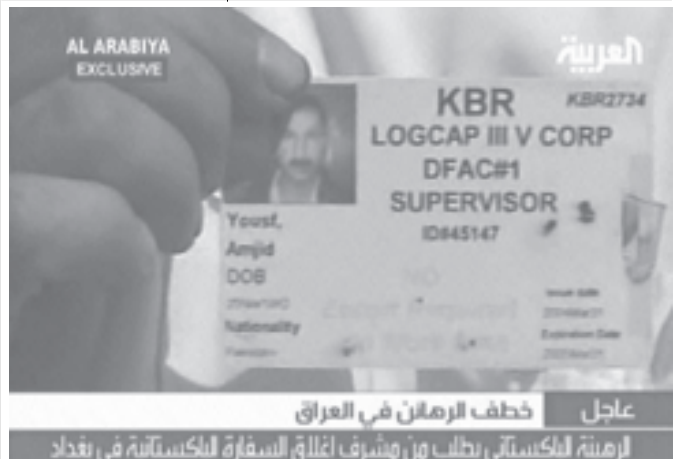 AL ARABIYA
EXCLUSIVE
العربية
KBR
KBR2734
LOGCAP III V CORP
DFAC#1
SUPERVISOR
ID#45147
Yousf,
Amjid
DOB
Nationality
NO
Issue date
Expiration Date
عاجل
خطف الرهائن في العراق
الرهينة الباكستاني يطلب من مشرف اغلاق السفارة الباكستانية في بغداد